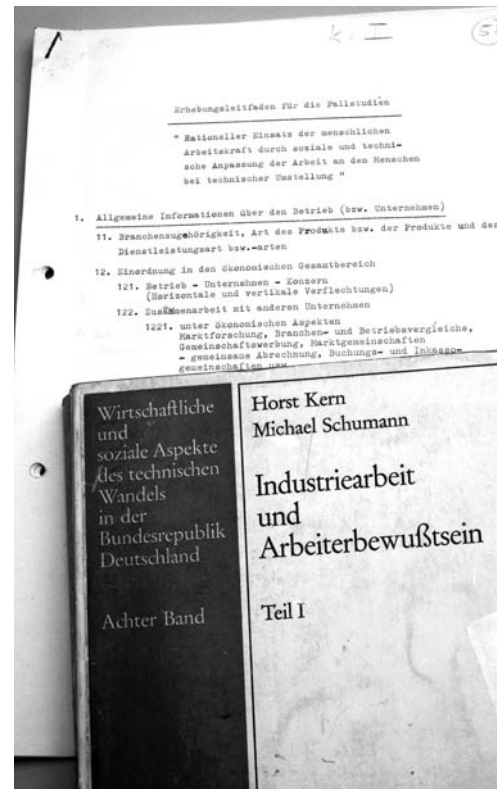 k. I
Erhebungsleitfaden für die Fallstudien
" Rationeller Einsatz der menschlichen
Arbeitskraft durch soziale und techni-
sche Anpassung der Arbeit an den Menschen
bei technischer Umstellung "
1. Allgemeine Informationen über den Betrieb (bzw. Unternehmen)
11. Branchenzugehörigkeit, Art des Produkts bzw. der Produkte und der
Dienstleistungsart bzw.-arten
12. Einordnung in den ökonomischen Gesamtbereich
121. Betrieb - Unternehmen - Konzern
(Horizontale und vertikale Verflechtungen)
122. Zusammenarbeit mit anderen Unternehmen
1221. unter ökonomischen Aspekten
Marktforschung, Branchen- und Betriebsvergleiche,
Gemeinschaftswerbung, Marktgemeinschaften
- gemeinsame Abrechnung, Buchungs- und Inkasso-
gemeinschaften usw.
Wirtschaftliche
und
soziale Aspekte
des technischen
Wandels
in der
Bundesrepublik
Deutschland
Achter Band
Horst Kern
Michael Schumann
Industriearbeit
und
Arbeiterbewußtsein
Teil I